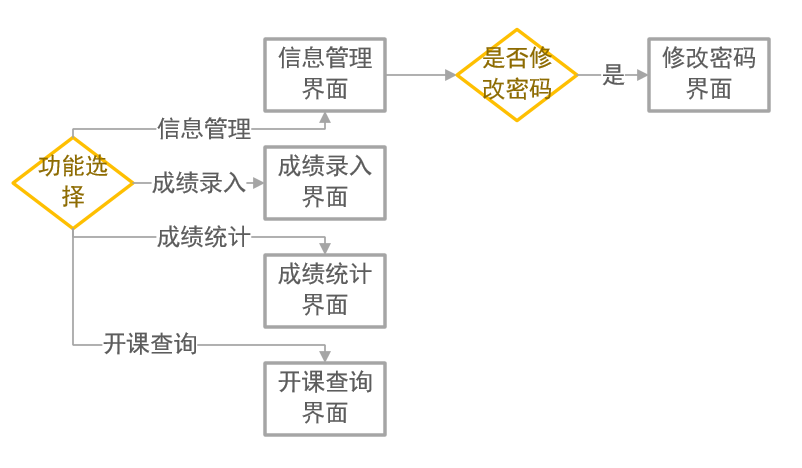 信息管理
界面
是否修
改密码
是
修改密码
界面
信息管理
功能选
择
成绩录入
成绩录入
界面
成绩统计
成绩统计
界面
开课查询
开课查询
界面